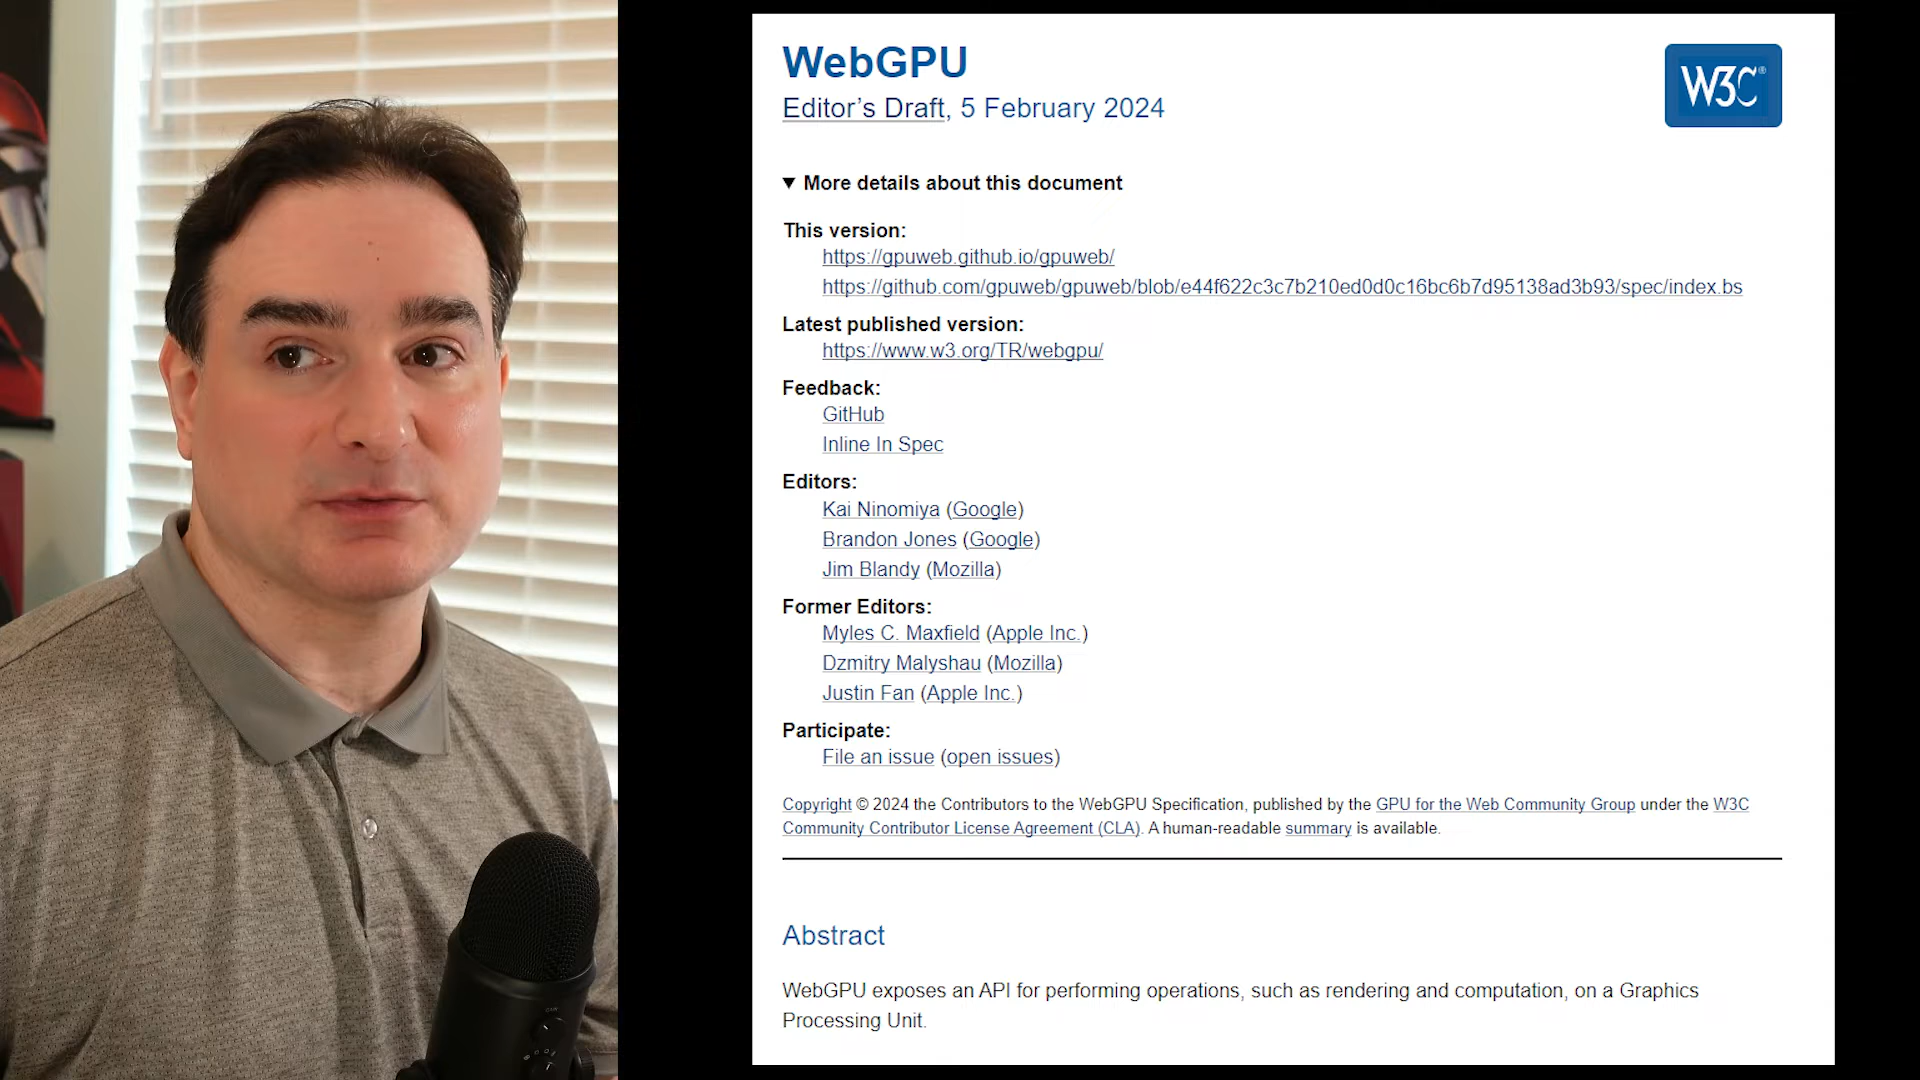 WebGPU
W3C®
Editor’s Draft, 5 February 2024
▼ More details about this document
This version:
https://gpuweb.github.io/gpuweb/
https://github.com/gpuweb/gpuweb/blob/e44f622c3c7b210ed0d0c16bc6b7d95138ad3b93/spec/index.bs
Latest published version:
https://www.w3.org/TR/webgpu/
Feedback:
GitHub
Inline In Spec
Editors:
Kai Ninomiya (Google)
Brandon Jones (Google)
Jim Blandy (Mozilla)
Former Editors:
Myles C. Maxfield (Apple Inc.)
Dzmitry Malyshau (Mozilla)
Justin Fan (Apple Inc.)
Participate:
File an issue (open issues)
Copyright © 2024 the Contributors to the WebGPU Specification, published by the GPU for the Web Community Group under the W3C
Community Contributor License Agreement (CLA). A human-readable summary is available.
Abstract
WebGPU exposes an API for performing operations, such as rendering and computation, on a Graphics
Processing Unit.